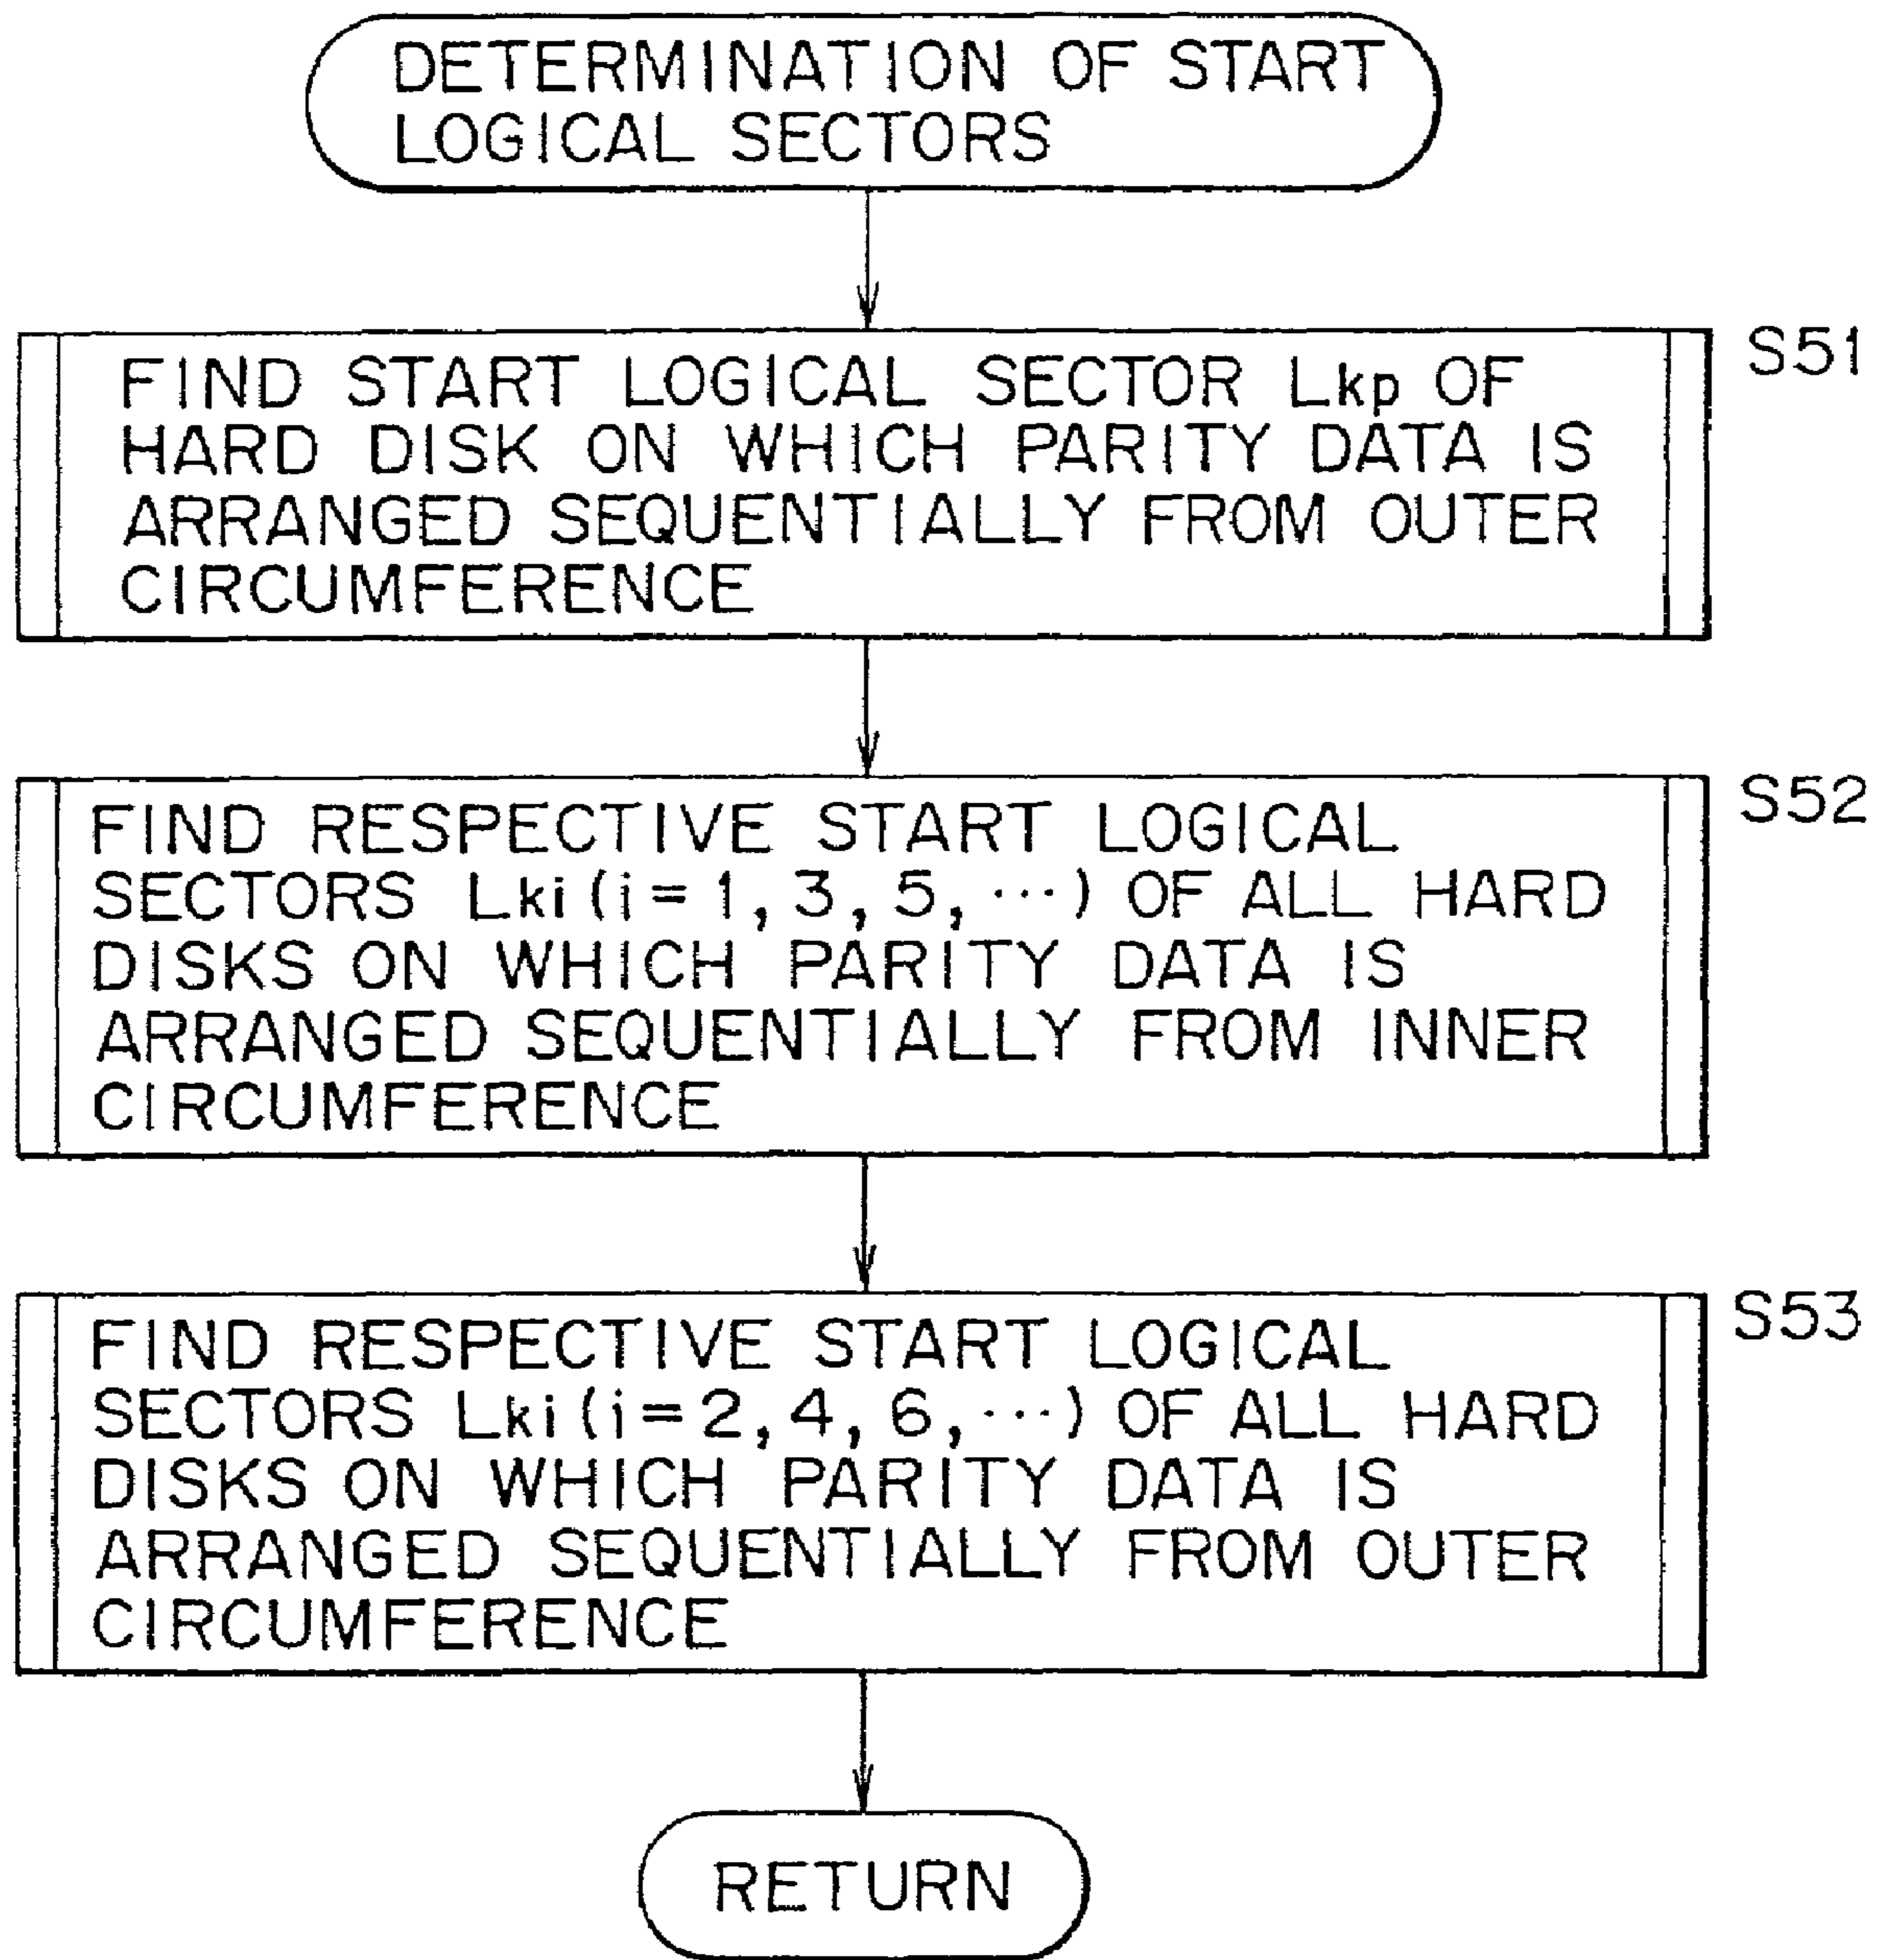 DETERMINATION OF START
LOGICAL SECTORS
S51
FIND START LOGICAL SECTOR Lkp OF
HARD DISK ON WHICH PARITY DATA IS
ARRANGED SEQUENTIALLY FROM OUTER
CIRCUMFERENCE
S52
FIND RESPECTIVE START LOGICAL
SECTORS Lki (i = 1, 3, 5, ···) OF ALL HARD
DISKS ON WHICH PARITY DATA IS
ARRANGED SEQUENTIALLY FROM INNER
CIRCUMFERENCE
S53
FIND RESPECTIVE START LOGICAL
SECTORS Lki (i = 2, 4, 6, ···) OF ALL HARD
DISKS ON WHICH PARITY DATA IS
ARRANGED SEQUENTIALLY FROM OUTER
CIRCUMFERENCE
RETURN